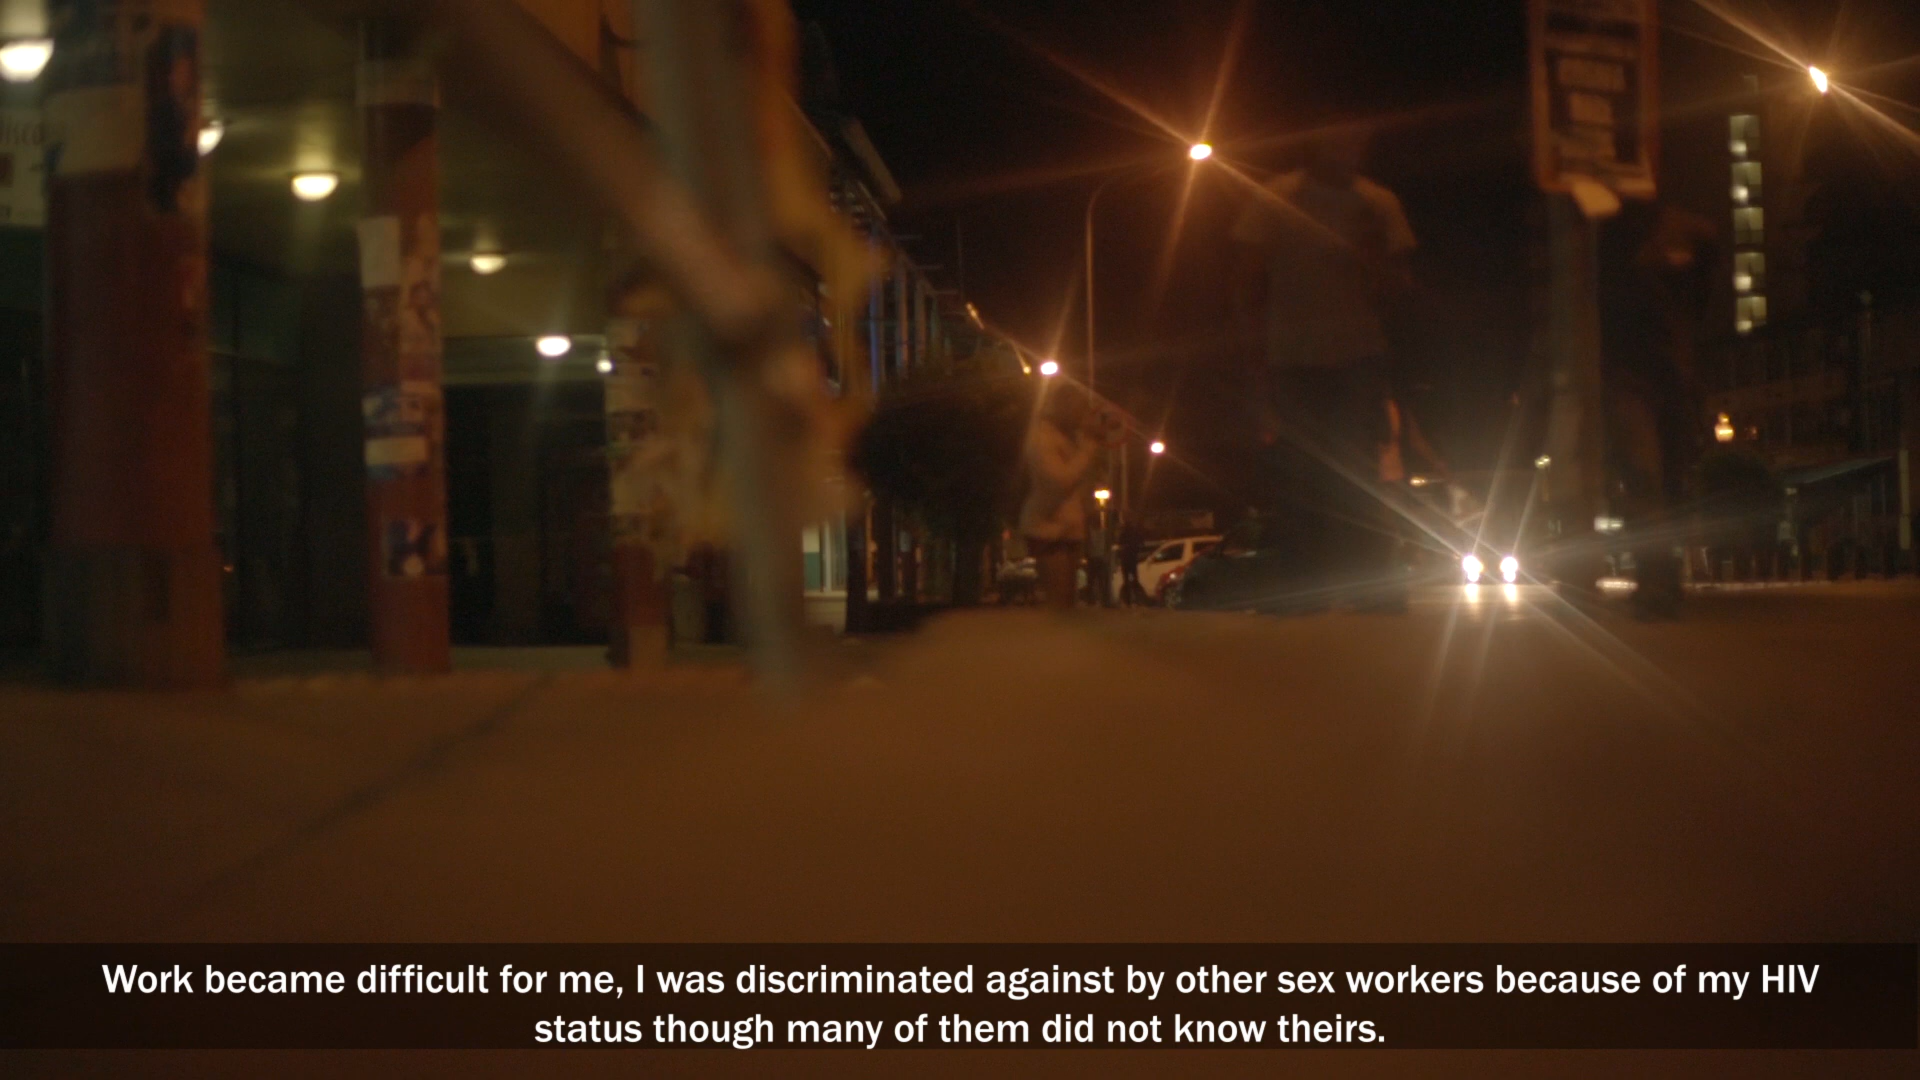 Work became difficult for me, I was discriminated against by other sex workers because of my HIV
status though many of them did not know theirs.